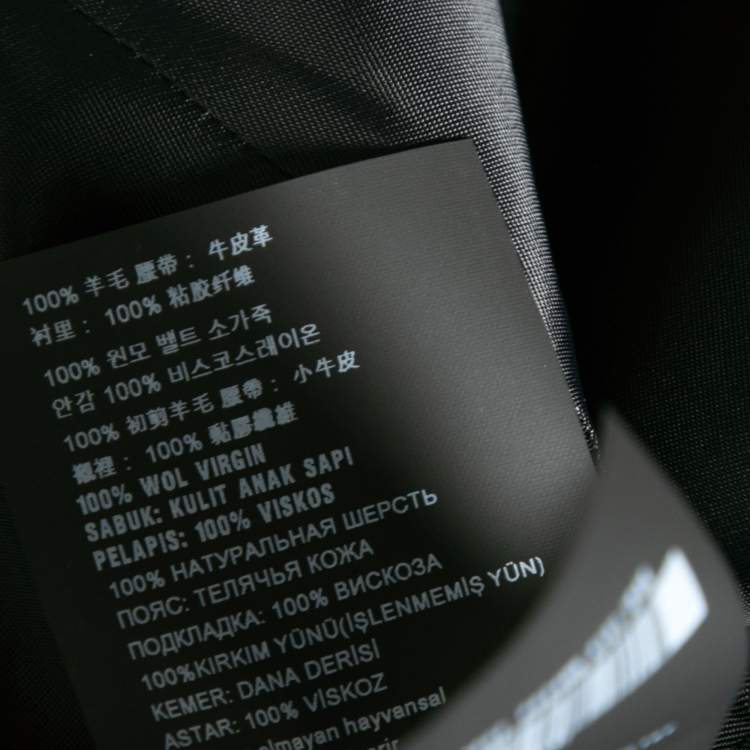 100% 羊毛 腰带： 牛皮革
衬里： 100% 粘胶纤维
100% 원모 벨트 소가죽
안감 100% 비스코스레이온
100% 初剪羊毛 腰帶： 小牛皮
襯裡： 100% 黏膠纖維
100% WOL VIRGIN
SABUK: KULIT ANAK SAPI
PELAPIS: 100% VISKOS
100% НАТУРАЛЬНАЯ ШЕРСТЬ
ПОЯС: ТЕЛЯЧЬЯ КОЖА
ПОДКЛАДКА: 100% ВИСКОЗА
100%KIRKIM YÜNÜ(İŞLENMEMİŞ YÜN)
KEMER: DANA DERİSİ
ASTAR: 100% VİSKOZ
olmayan hayvansal